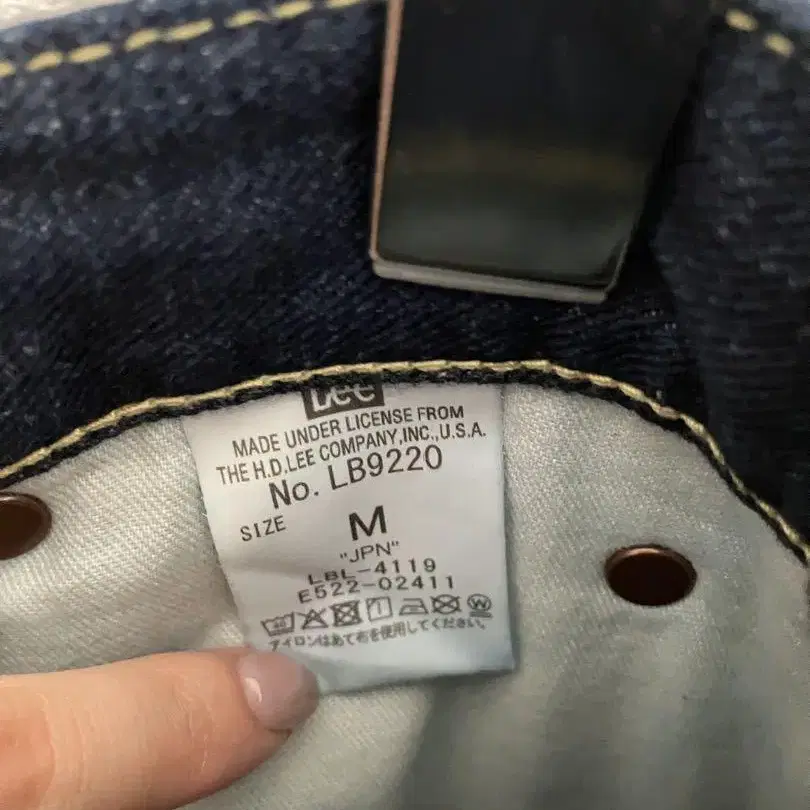 Lee
MADE UNDER LICENSE FROM
THE H.D.LEE COMPANY,INC.,U.S.A.
No. LB9220
SIZE M
"JPN"
LBL-4119
E522-02411
W
アイロンはあて布を使用してください。